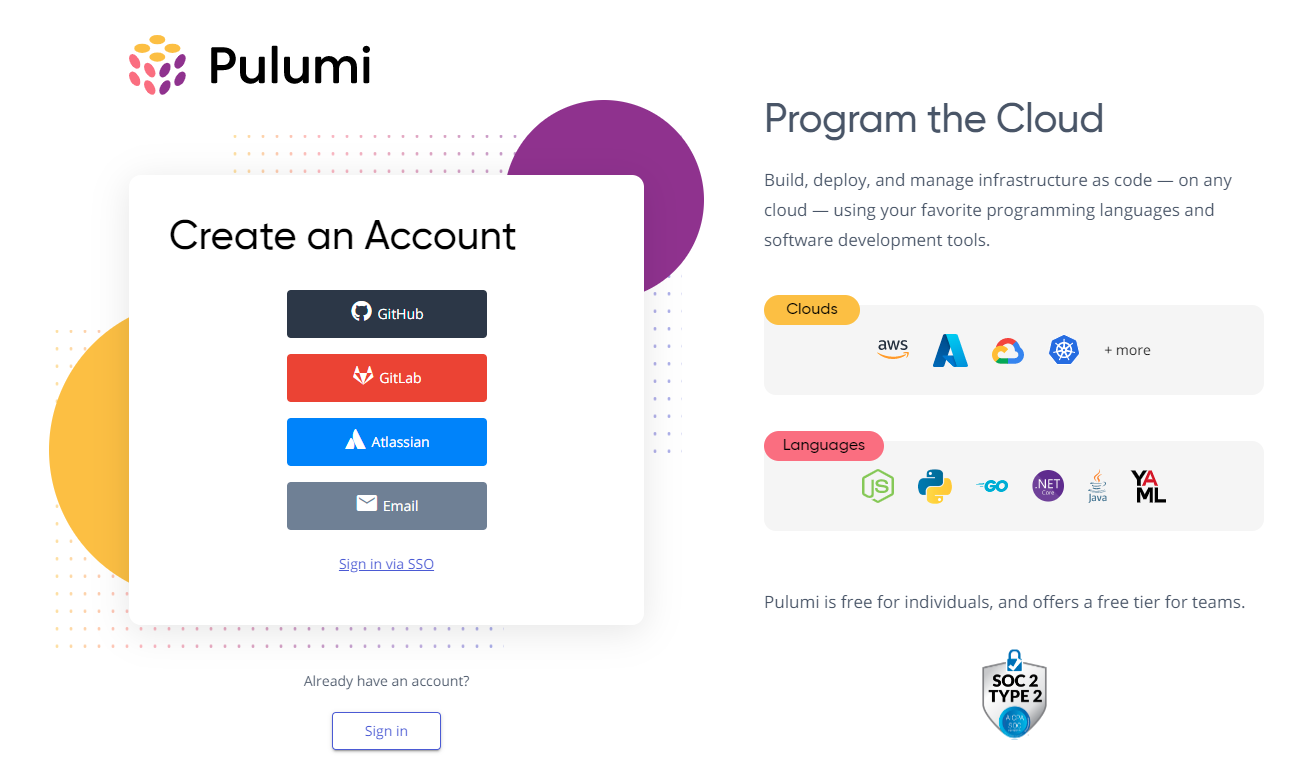 Pulumi
Create an Account
GitHub
GitLab
Atlassian
Email
Sign in via SSO
Already have an account?
Sign in
Program the Cloud
Build, deploy, and manage infrastructure as code — on any
cloud — using your favorite programming languages and
software development tools.
Clouds
aws
+ more
Languages
JS
GO
.NET
Core
Java
YA
ML
Pulumi is free for individuals, and offers a free tier for teams.
SOC 2
TYPE 2
AICPA
SOC